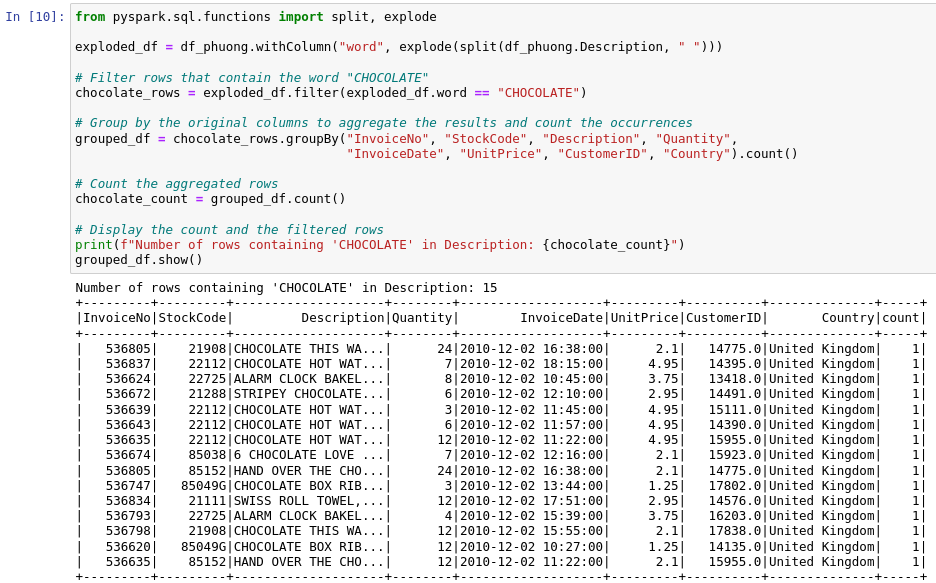 In [10]: from pyspark.sql.functions import split, explode
exploded_df = df_phuong.withColumn("word", explode(split(df_phuong.Description, " ")))
# Filter rows that contain the word "CHOCOLATE"
chocolate_rows = exploded_df.filter(exploded_df.word == "CHOCOLATE")
# Group by the original columns to aggregate the results and count the occurrences
grouped_df = chocolate_rows.groupBy("InvoiceNo", "StockCode", "Description", "Quantity",
                                    "InvoiceDate", "UnitPrice", "CustomerID", "Country").count()
# Count the aggregated rows
chocolate_count = grouped_df.count()
# Display the count and the filtered rows
print(f"Number of rows containing 'CHOCOLATE' in Description: {chocolate_count}")
grouped_df.show()
Number of rows containing 'CHOCOLATE' in Description: 15
+---------+---------+--------------------+--------+-------------------+---------+----------+--------------+-----+
|InvoiceNo|StockCode|         Description|Quantity|        InvoiceDate|UnitPrice|CustomerID|       Country|count|
+---------+---------+--------------------+--------+-------------------+---------+----------+--------------+-----+
|   536805|    21908|CHOCOLATE THIS WA...|      24|2010-12-02 16:38:00|      2.1|   14775.0|United Kingdom|    1|
|   536837|    22112|CHOCOLATE HOT WAT...|       7|2010-12-02 18:15:00|     4.95|   14395.0|United Kingdom|    1|
|   536624|    22725|ALARM CLOCK BAKEL...|       8|2010-12-02 10:45:00|     3.75|   13418.0|United Kingdom|    1|
|   536672|    21288|STRIPEY CHOCOLATE...|       6|2010-12-02 12:10:00|     2.95|   14491.0|United Kingdom|    1|
|   536639|    22112|CHOCOLATE HOT WAT...|       3|2010-12-02 11:45:00|     4.95|   15111.0|United Kingdom|    1|
|   536643|    22112|CHOCOLATE HOT WAT...|       6|2010-12-02 11:57:00|     4.95|   14390.0|United Kingdom|    1|
|   536635|    22112|CHOCOLATE HOT WAT...|      12|2010-12-02 11:22:00|     4.95|   15955.0|United Kingdom|    1|
|   536674|    85038|6 CHOCOLATE LOVE ...|       7|2010-12-02 12:16:00|      2.1|   15923.0|United Kingdom|    1|
|   536805|    85152|HAND OVER THE CHO...|      24|2010-12-02 16:38:00|      2.1|   14775.0|United Kingdom|    1|
|   536747|   85049G|CHOCOLATE BOX RIB...|       3|2010-12-02 13:44:00|     1.25|   17802.0|United Kingdom|    1|
|   536834|    21111|SWISS ROLL TOWEL,...|      12|2010-12-02 17:51:00|     2.95|   14576.0|United Kingdom|    1|
|   536793|    22725|ALARM CLOCK BAKEL...|       4|2010-12-02 15:39:00|     3.75|   16203.0|United Kingdom|    1|
|   536798|    21908|CHOCOLATE THIS WA...|      12|2010-12-02 15:55:00|      2.1|   17838.0|United Kingdom|    1|
|   536620|   85049G|CHOCOLATE BOX RIB...|      12|2010-12-02 10:27:00|     1.25|   14135.0|United Kingdom|    1|
|   536635|    85152|HAND OVER THE CHO...|      12|2010-12-02 11:22:00|      2.1|   15955.0|United Kingdom|    1|
+---------+---------+--------------------+--------+-------------------+---------+----------+--------------+-----+